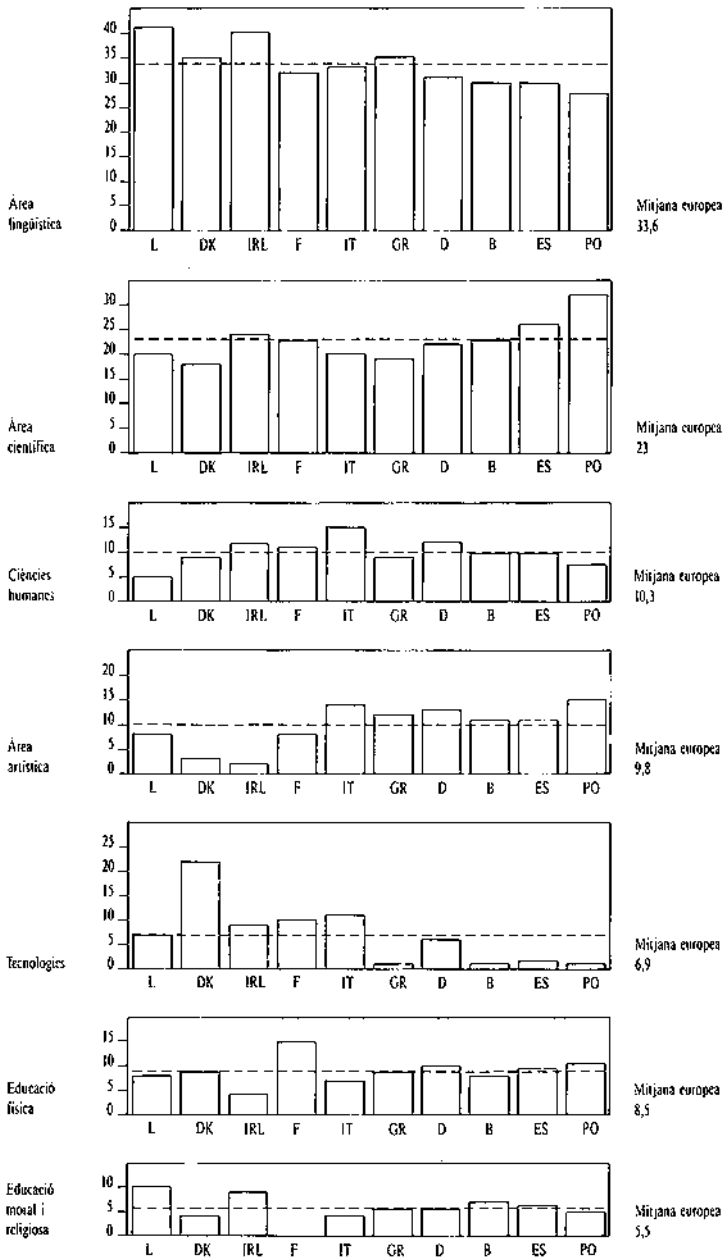 45
40
35
30
25
20
15
10
5
0
Àrea
lingüística
L DK IRL F IT GR D B ES PO
Mitjana europea
33,6
30
25
20
15
10
5
0
Àrea
científica
L DK IRL F IT GR D B ES PO
Mitjana europea
23
15
10
5
0
Ciències
humanes
L DK IRL F IT GR D B ES PO
Mitjana europea
10,3
20
15
10
5
0
Àrea
artística
L DK IRL F IT GR D B ES PO
Mitjana europea
9,8
25
20
15
10
5
0
Tecnologies
L DK IRL F IT GR D B ES PO
Mitjana europea
6,9
15
10
5
0
Educació
física
L DK IRL F IT GR D B ES PO
Mitjana europea
8,5
10
5
0
Educació
moral i
religiosa
L DK IRL F IT GR D B ES PO
Mitjana europea
5,5